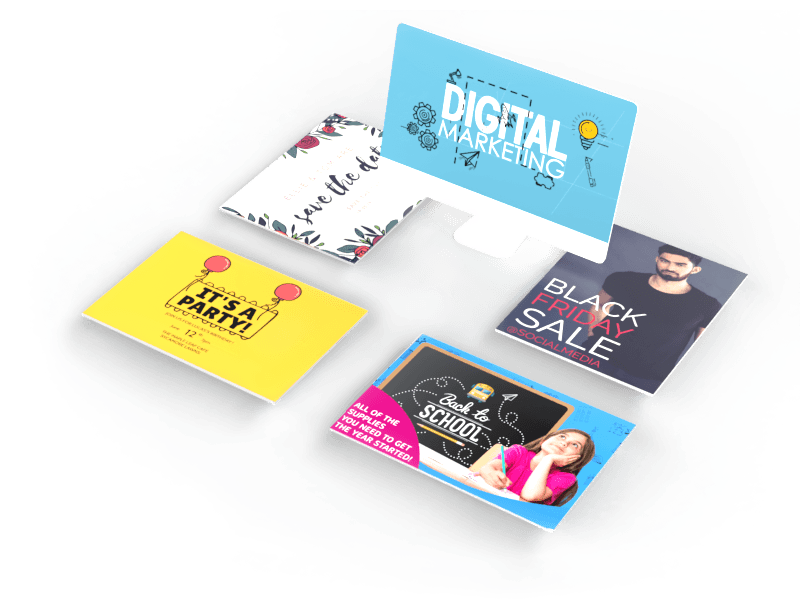 DIGITAL
MARKETING
save the date
IT'S A
PARTY!
12
BLACK
FRIDAY
SALE
@SOCIALMEDIA
Back to
SCHOOL
ALL OF THE
SUPPLIES
YOU NEED TO GET
THE YEAR STARTED!